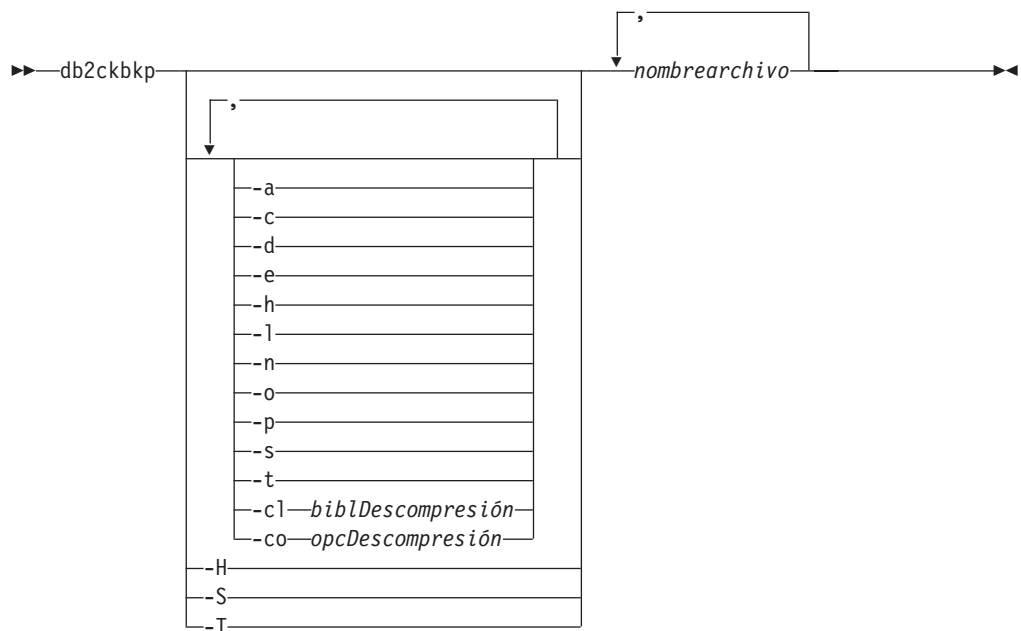 ,
db2ckbkp nombrearchivo
,
-a
-c
-d
-e
-h
-l
-n
-o
-p
-s
-t
-cl biblDescompresión
-co opcDescompresión
-H
-S
-T